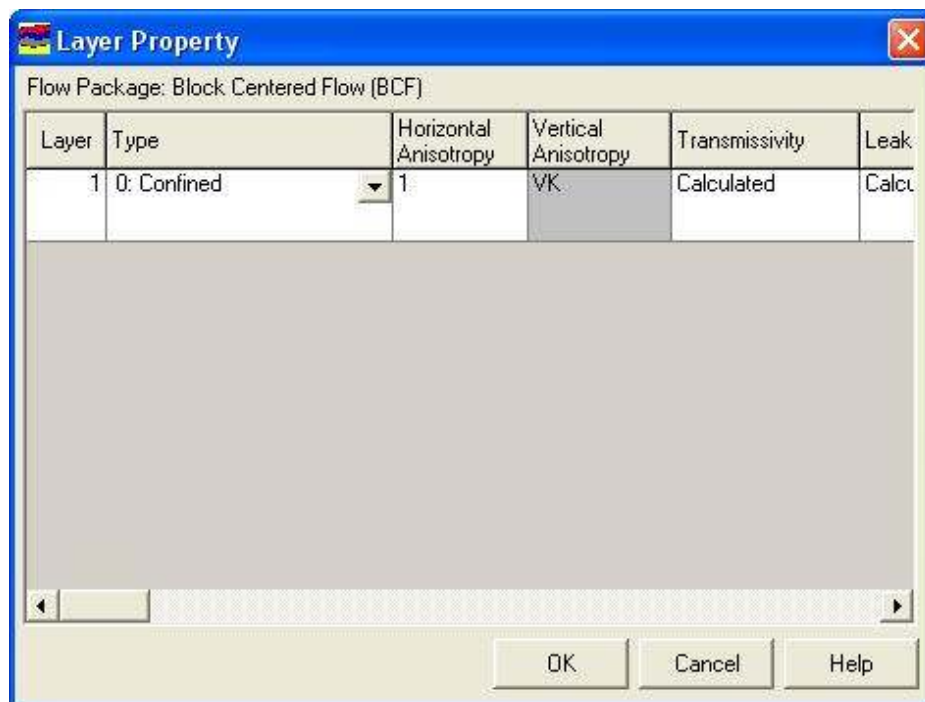 Layer Property
Flow Package: Block Centered Flow (BCF)
Layer Type Horizontal Anisotropy Vertical Anisotropy Transmissivity Leak
1 0: Confined 1 VK Calculated Calcu
OK Cancel Help